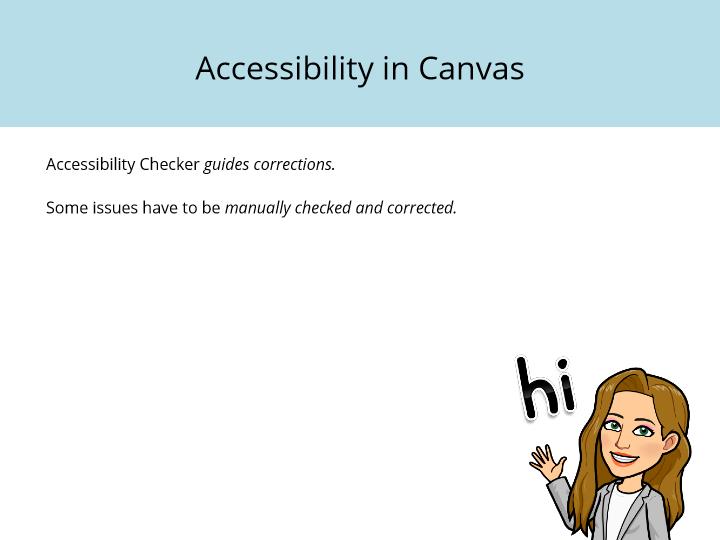 Accessibility in Canvas
Accessibility Checker guides corrections.
Some issues have to be manually checked and corrected.
hi